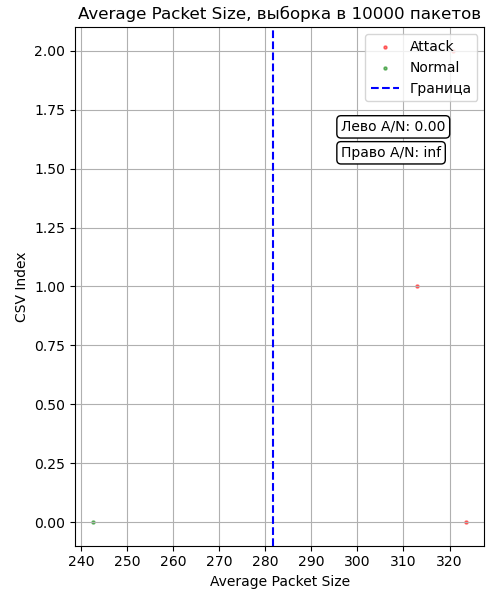 Average Packet Size, выборка в 10000 пакетов
2.00
1.75
1.50
1.25
1.00
0.75
0.50
0.25
0.00
CSV Index
Attack
Normal
Граница
Лево A/N: 0.00
Право A/N: inf
240 250 260 270 280 290 300 310 320
Average Packet Size